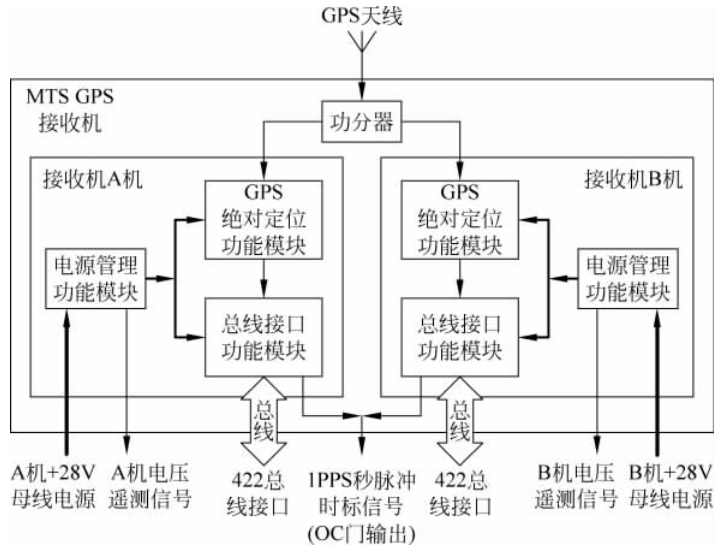 GPS天线
MTS GPS
接收机
功分器
接收机A机
GPS
绝对定位
功能模块
电源管理
功能模块
总线接口
功能模块
接收机B机
GPS
绝对定位
功能模块
电源管理
功能模块
总线接口
功能模块
总线
总线
A机+28V
母线电源
A机电压
遥测信号
422总
线接口
1PPS秒脉冲
时标信号
(OC门输出)
422总
线接口
B机电压
遥测信号
B机+28V
母线电源